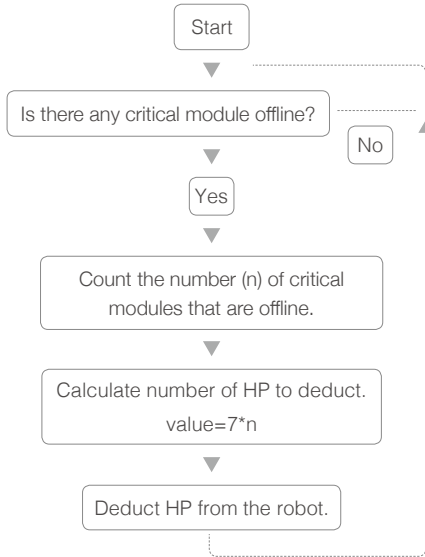 Start
Is there any critical module offline?
No
Yes
Count the number (n) of critical
modules that are offline.
Calculate number of HP to deduct.
value=7*n
Deduct HP from the robot.